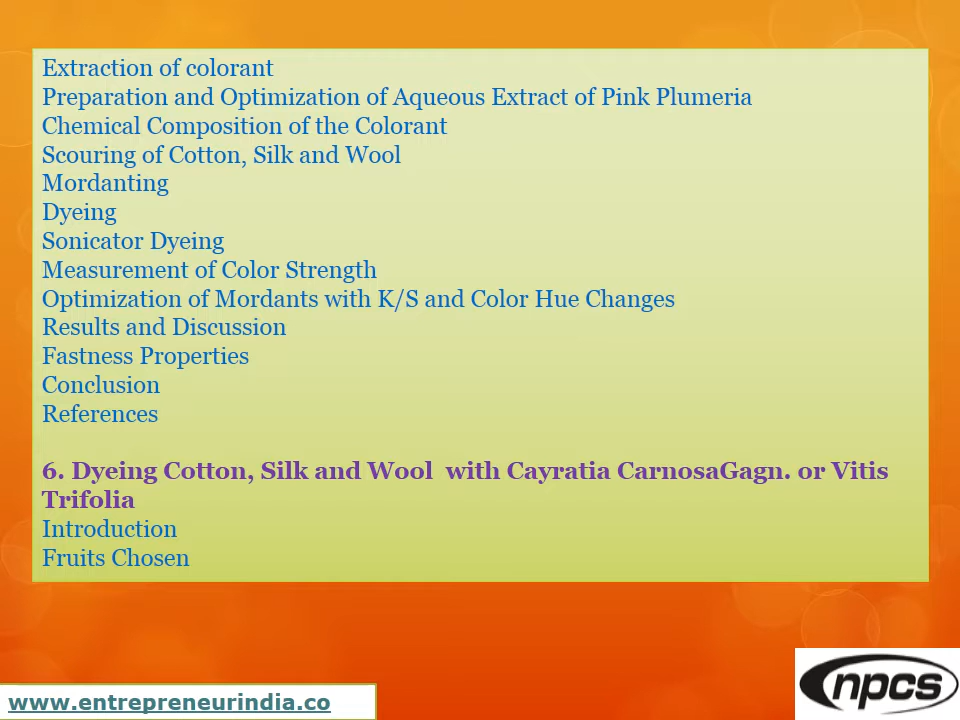 Extraction of colorant
Preparation and Optimization of Aqueous Extract of Pink Plumeria
Chemical Composition of the Colorant
Scouring of Cotton, Silk and Wool
Mordanting
Dyeing
Sonicator Dyeing
Measurement of Color Strength
Optimization of Mordants with K/S and Color Hue Changes
Results and Discussion
Fastness Properties
Conclusion
References
6. Dyeing Cotton, Silk and Wool  with Cayratia CarnosaGagn. or Vitis
Trifolia
Introduction
Fruits Chosen
www.entrepreneurindia.co
npcs